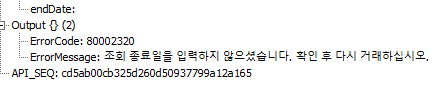 endDate:
Output {} (2)
ErrorCode: 80002320
ErrorMessage: 조회 종료일을 입력하지 않으셨습니다. 확인 후 다시 거래하십시오.
API_SEQ: cd5ab00cb325d260d50937799a12a165